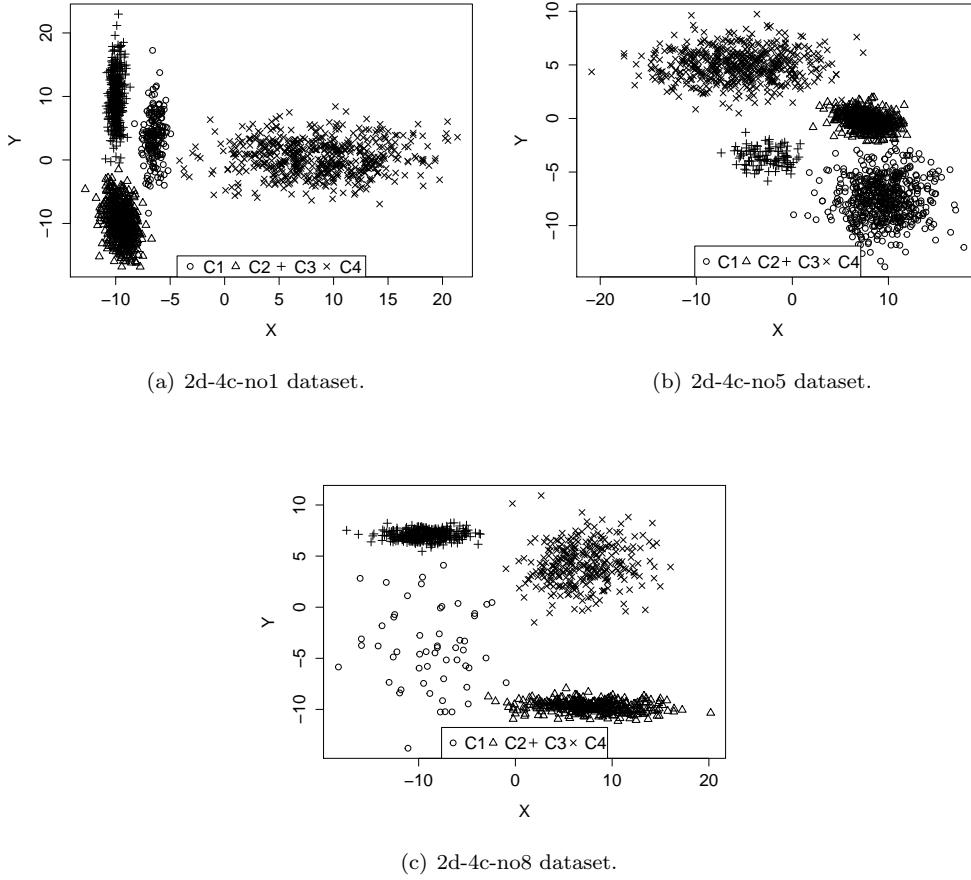 20
10
0
−10
Y
−10 −5 0 5 10 15 20
X
○ C1 △ C2 + C3 × C4
(a) 2d-4c-no1 dataset.
10
5
0
−5
−10
Y
−20 −10 0 10
X
○ C1 △ C2 + C3 × C4
(b) 2d-4c-no5 dataset.
10
5
0
−5
−10
Y
−10 0 10 20
X
○ C1 △ C2 + C3 × C4
(c) 2d-4c-no8 dataset.